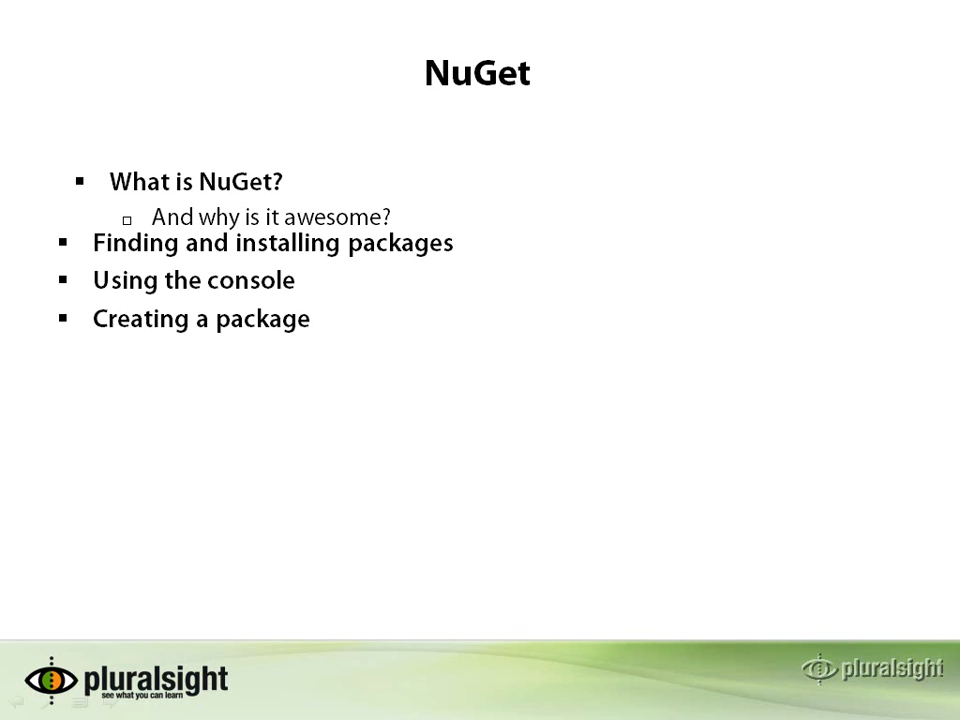 NuGet
▪ What is NuGet?
□ And why is it awesome?
▪ Finding and installing packages
▪ Using the console
▪ Creating a package
pluralsight
see what you can learn
pluralsight